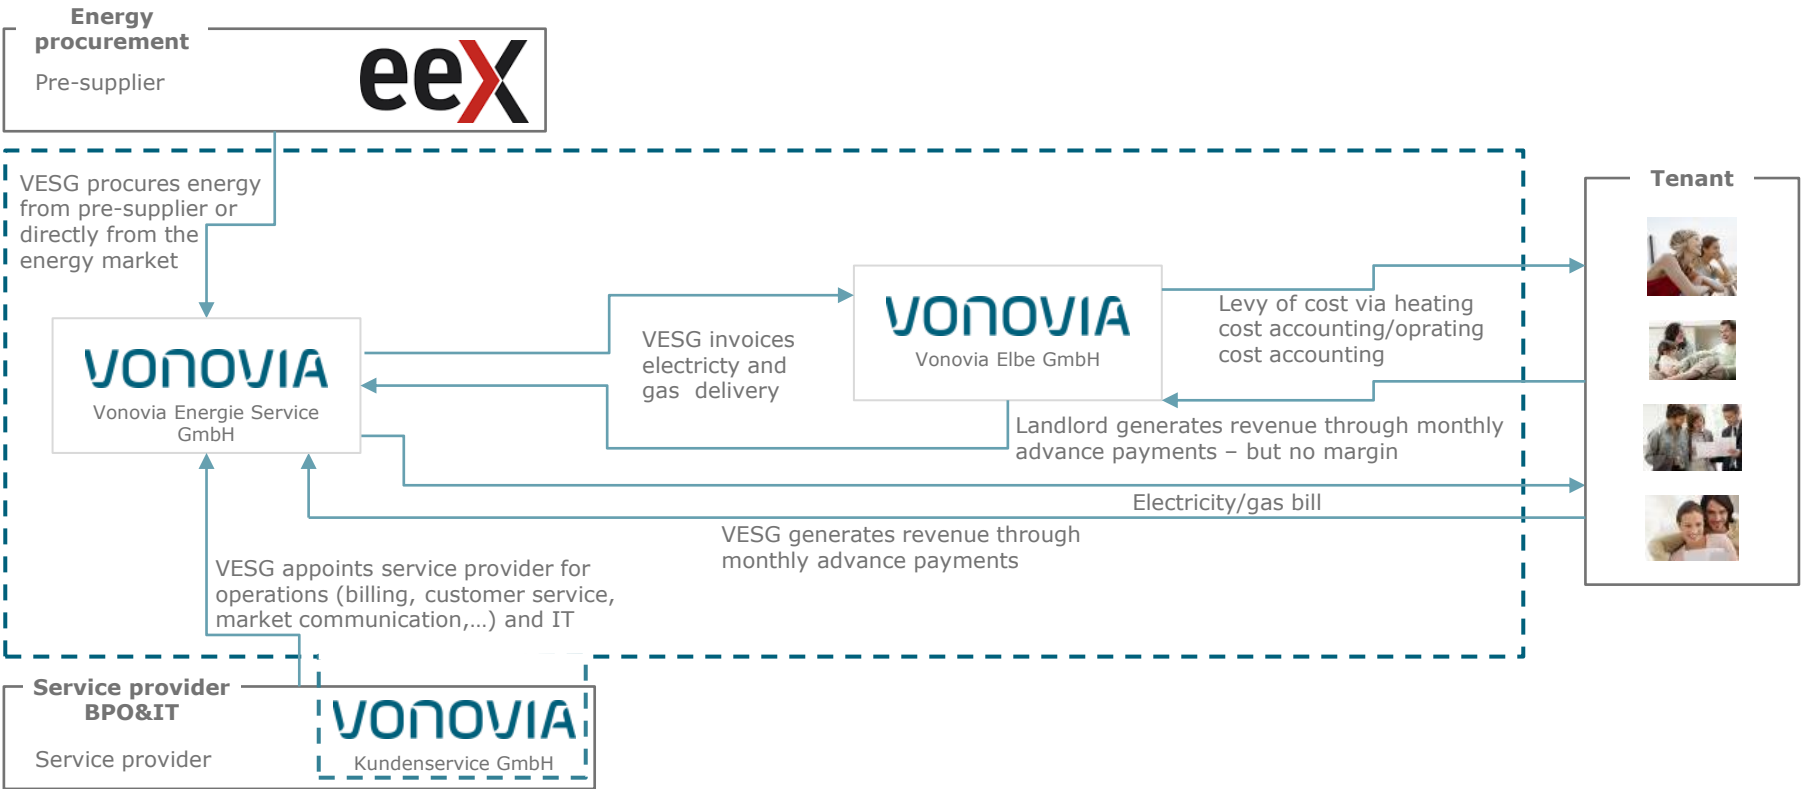 Energy
procurement
Pre-supplier
eex
VESG procures energy
from pre-supplier or
directly from the
energy market
Tenant
VONOVIA
Vonovia Energie Service
GmbH
VESG invoices
electricty and
gas delivery
VONOVIA
Vonovia Elbe GmbH
Levy of cost via heating
cost accounting/oprating
cost accounting
Landlord generates revenue through monthly
advance payments – but no margin
Electricity/gas bill
VESG generates revenue through
monthly advance payments
VESG appoints service provider for
operations (billing, customer service,
market communication,…) and IT
Service provider
BPO&IT
Service provider
VONOVIA
Kundenservice GmbH